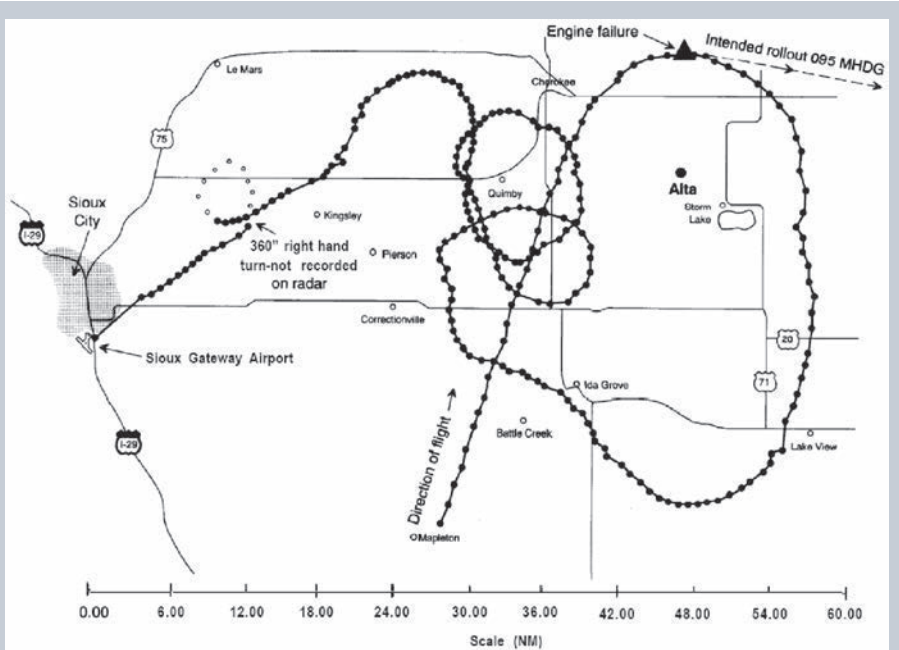 Engine failure
Intended rollout 095 MHDG
Le Mars
Cherokee
75
Alta
Quimby
Storm
Lake
Sioux
City
I-29
Kingsley
360" right hand
turn-not recorded
on radar
Pierson
Correctionville
20
Sioux Gateway Airport
71
Ida Grove
Direction of flight
Battle Creek
I-29
Lake View
Mapleton
0.00 6.00 12.00 18.00 24.00 30.00 36.00 42.00 48.00 54.00 60.00
Scale (NM)